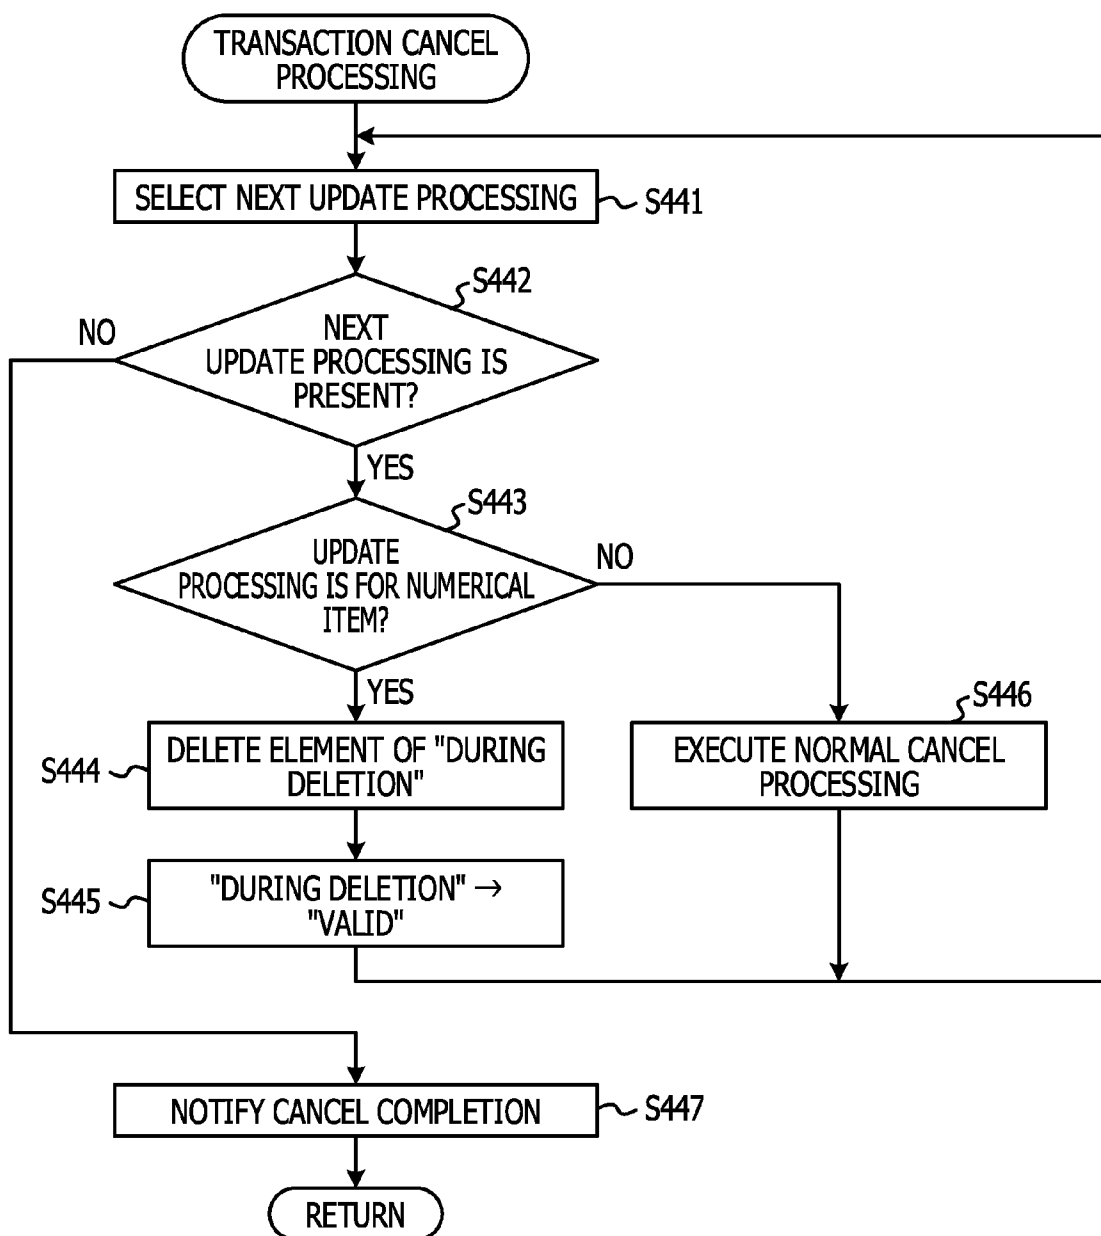 TRANSACTION CANCEL
PROCESSING
SELECT NEXT UPDATE PROCESSING
S441
S442
NO
NEXT
UPDATE PROCESSING IS
PRESENT?
YES
S443
UPDATE
PROCESSING IS FOR NUMERICAL
ITEM?
NO
YES
S444
DELETE ELEMENT OF "DURING
DELETION"
S446
EXECUTE NORMAL CANCEL
PROCESSING
S445
"DURING DELETION" →
"VALID"
NOTIFY CANCEL COMPLETION
S447
RETURN